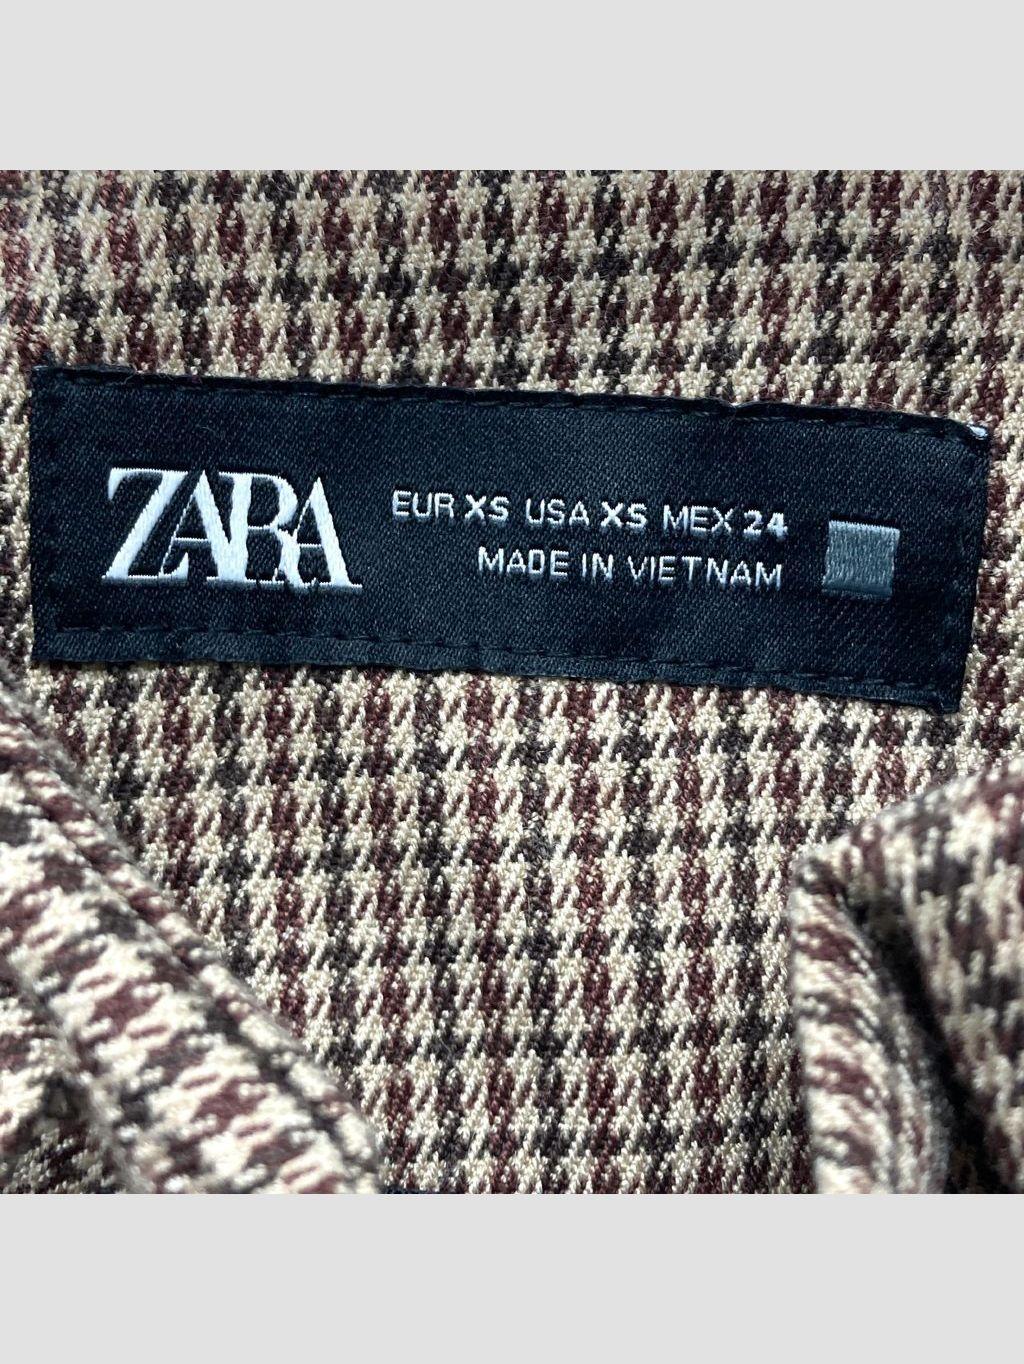 ZARA
EUR XS USA XS MEX 24
MADE IN VIETNAM